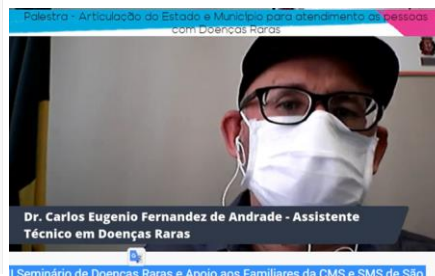 Palestra - Articulação do Estado e Município para atendimento as pessoas
com Doenças Raras
Dr. Carlos Eugenio Fernandez de Andrade - Assistente
Técnico em Doenças Raras
I Seminário de Doenças Raras e Apoio aos Familiares da CMS e SMS de São